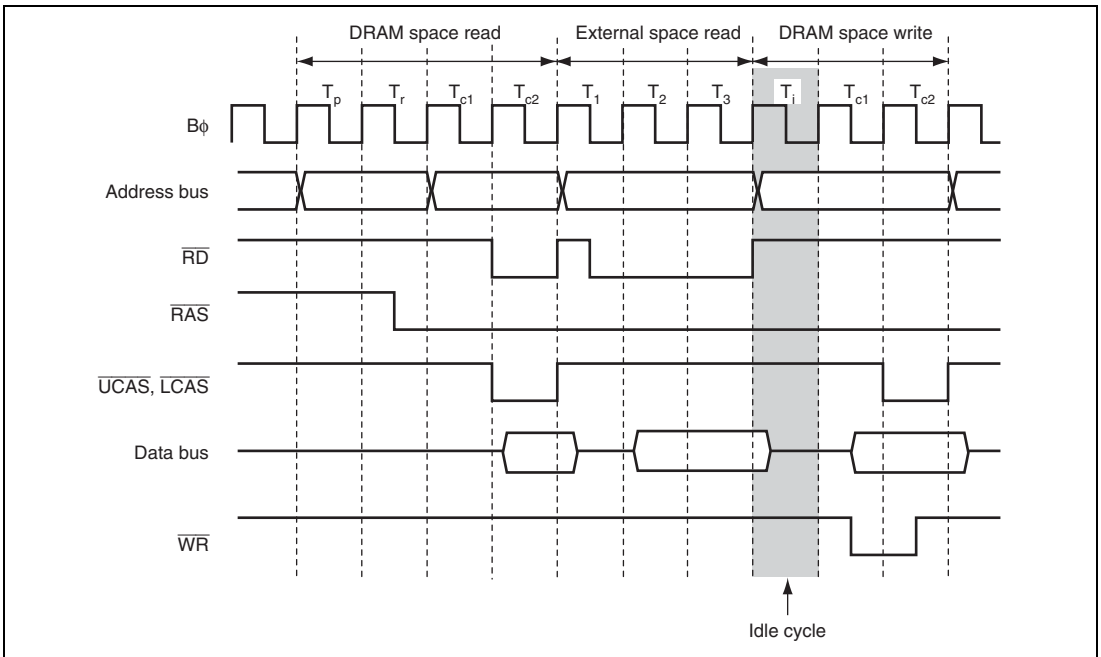 DRAM space read External space read DRAM space write
Tp Tr Tc1 Tc2 T1 T2 T3 Ti Tc1 Tc2
Bφ
Address bus
RD
RAS
UCAS, LCAS
Data bus
WR
Idle cycle